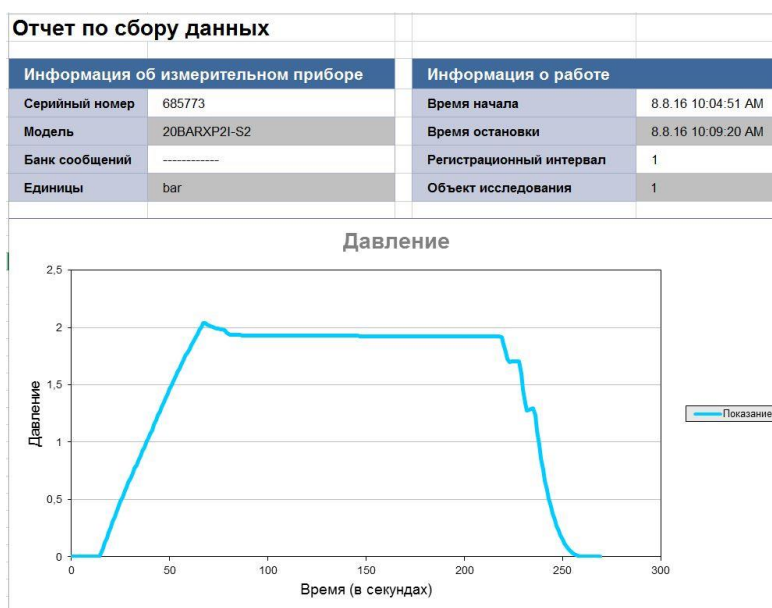 Отчет по сбору данных
Информация об измерительном приборе
Серийный номер 685773
Модель 20BARXP2I-S2
Банк сообщений ------------
Единицы bar
Информация о работе
Время начала 8.8.16 10:04:51 AM
Время остановки 8.8.16 10:09:20 AM
Регистрационный интервал 1
Объект исследования 1
Давление
2,5
2
1,5
1
0,5
0
Давление
0 50 100 150 200 250 300
Время (в секундах)
Показание